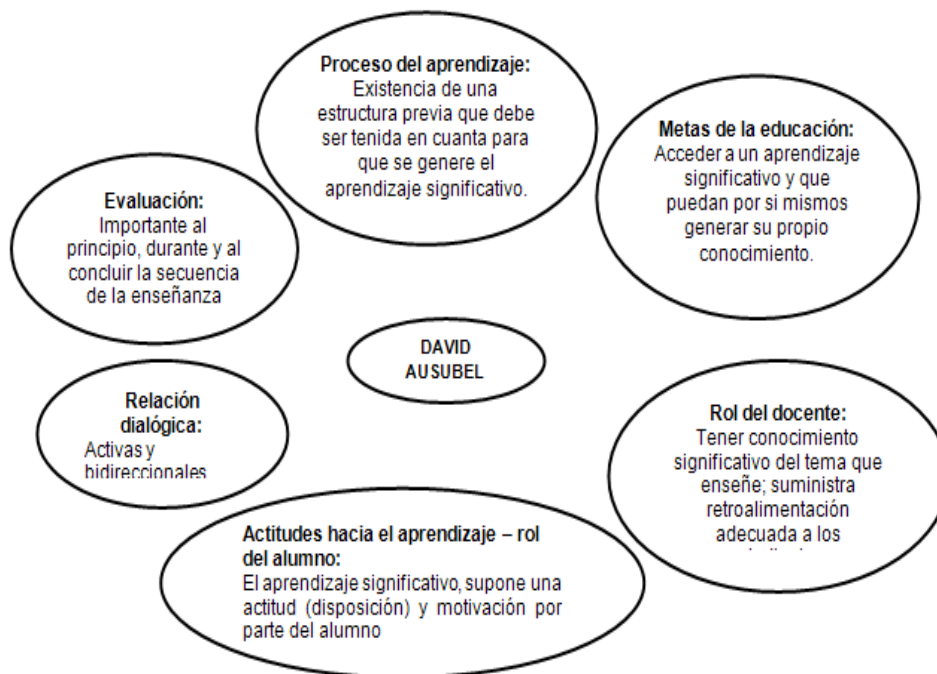 Proceso del aprendizaje:
Existencia de una
estructura previa que debe
ser tenida en cuanta para
que se genere el
aprendizaje significativo.
Metas de la educación:
Acceder a un aprendizaje
significativo y que
puedan por si mismos
generar su propio
conocimiento.
Evaluación:
Importante al
principio, durante y al
concluir la secuencia
de la enseñanza
DAVID
AUSUBEL
Relación
dialógica:
Activas y
bidireccionales
Rol del docente:
Tener conocimiento
significativo del tema que
enseñe; suministra
retroalimentación
adecuada a los
Actitudes hacia el aprendizaje – rol
del alumno:
El aprendizaje significativo, supone una
actitud (disposición) y motivación por
parte del alumno